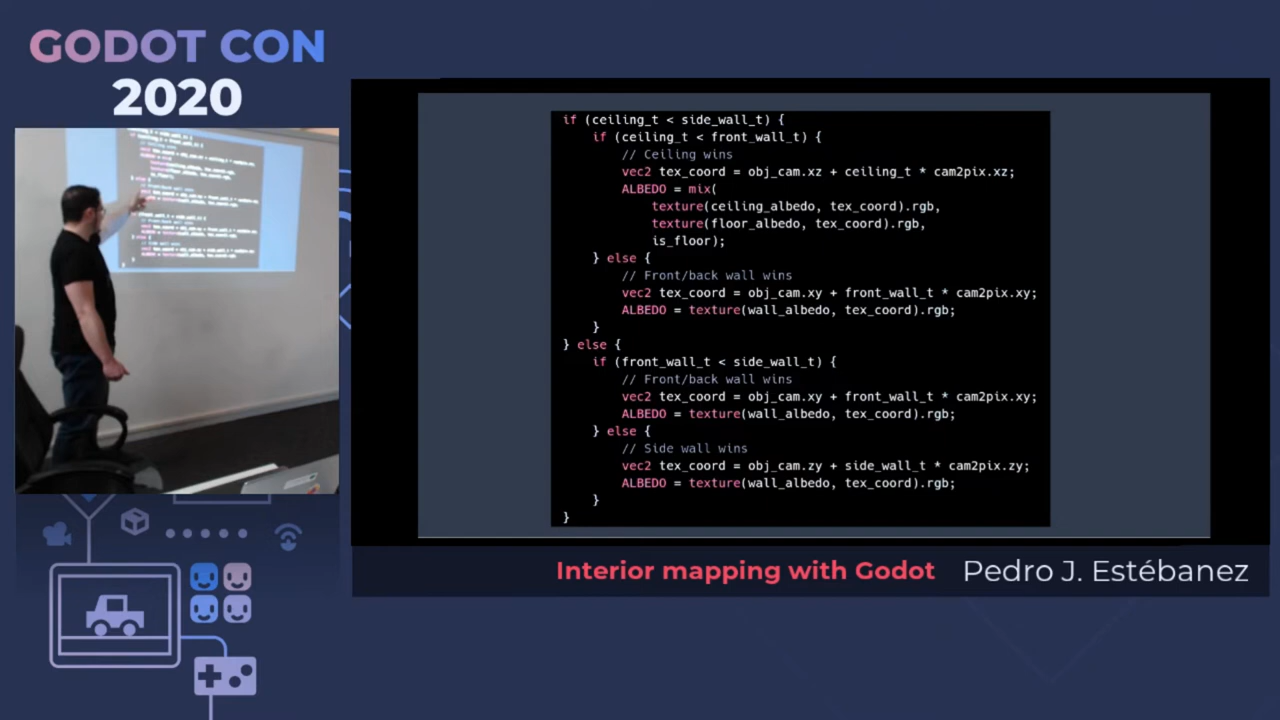 GODOT CON
2020
if (ceiling_t < side_wall_t) {
if (ceiling_t < front_wall_t) {
// Ceiling wins
vec2 tex_coord = obj_cam.xz + ceiling_t * cam2pix.xz;
ALBEDO = mix(
texture(ceiling_albedo, tex_coord).rgb,
texture(floor_albedo, tex_coord).rgb,
is_floor);
} else {
// Front/back wall wins
vec2 tex_coord = obj_cam.xy + front_wall_t * cam2pix.xy;
ALBEDO = texture(wall_albedo, tex_coord).rgb;
}
} else {
if (front_wall_t < side_wall_t) {
// Front/back wall wins
vec2 tex_coord = obj_cam.xy + front_wall_t * cam2pix.xy;
ALBEDO = texture(wall_albedo, tex_coord).rgb;
} else {
// Side wall wins
vec2 tex_coord = obj_cam.zy + side_wall_t * cam2pix.zy;
ALBEDO = texture(wall_albedo, tex_coord).rgb;
}
}
Interior mapping with Godot Pedro J. Estébanez